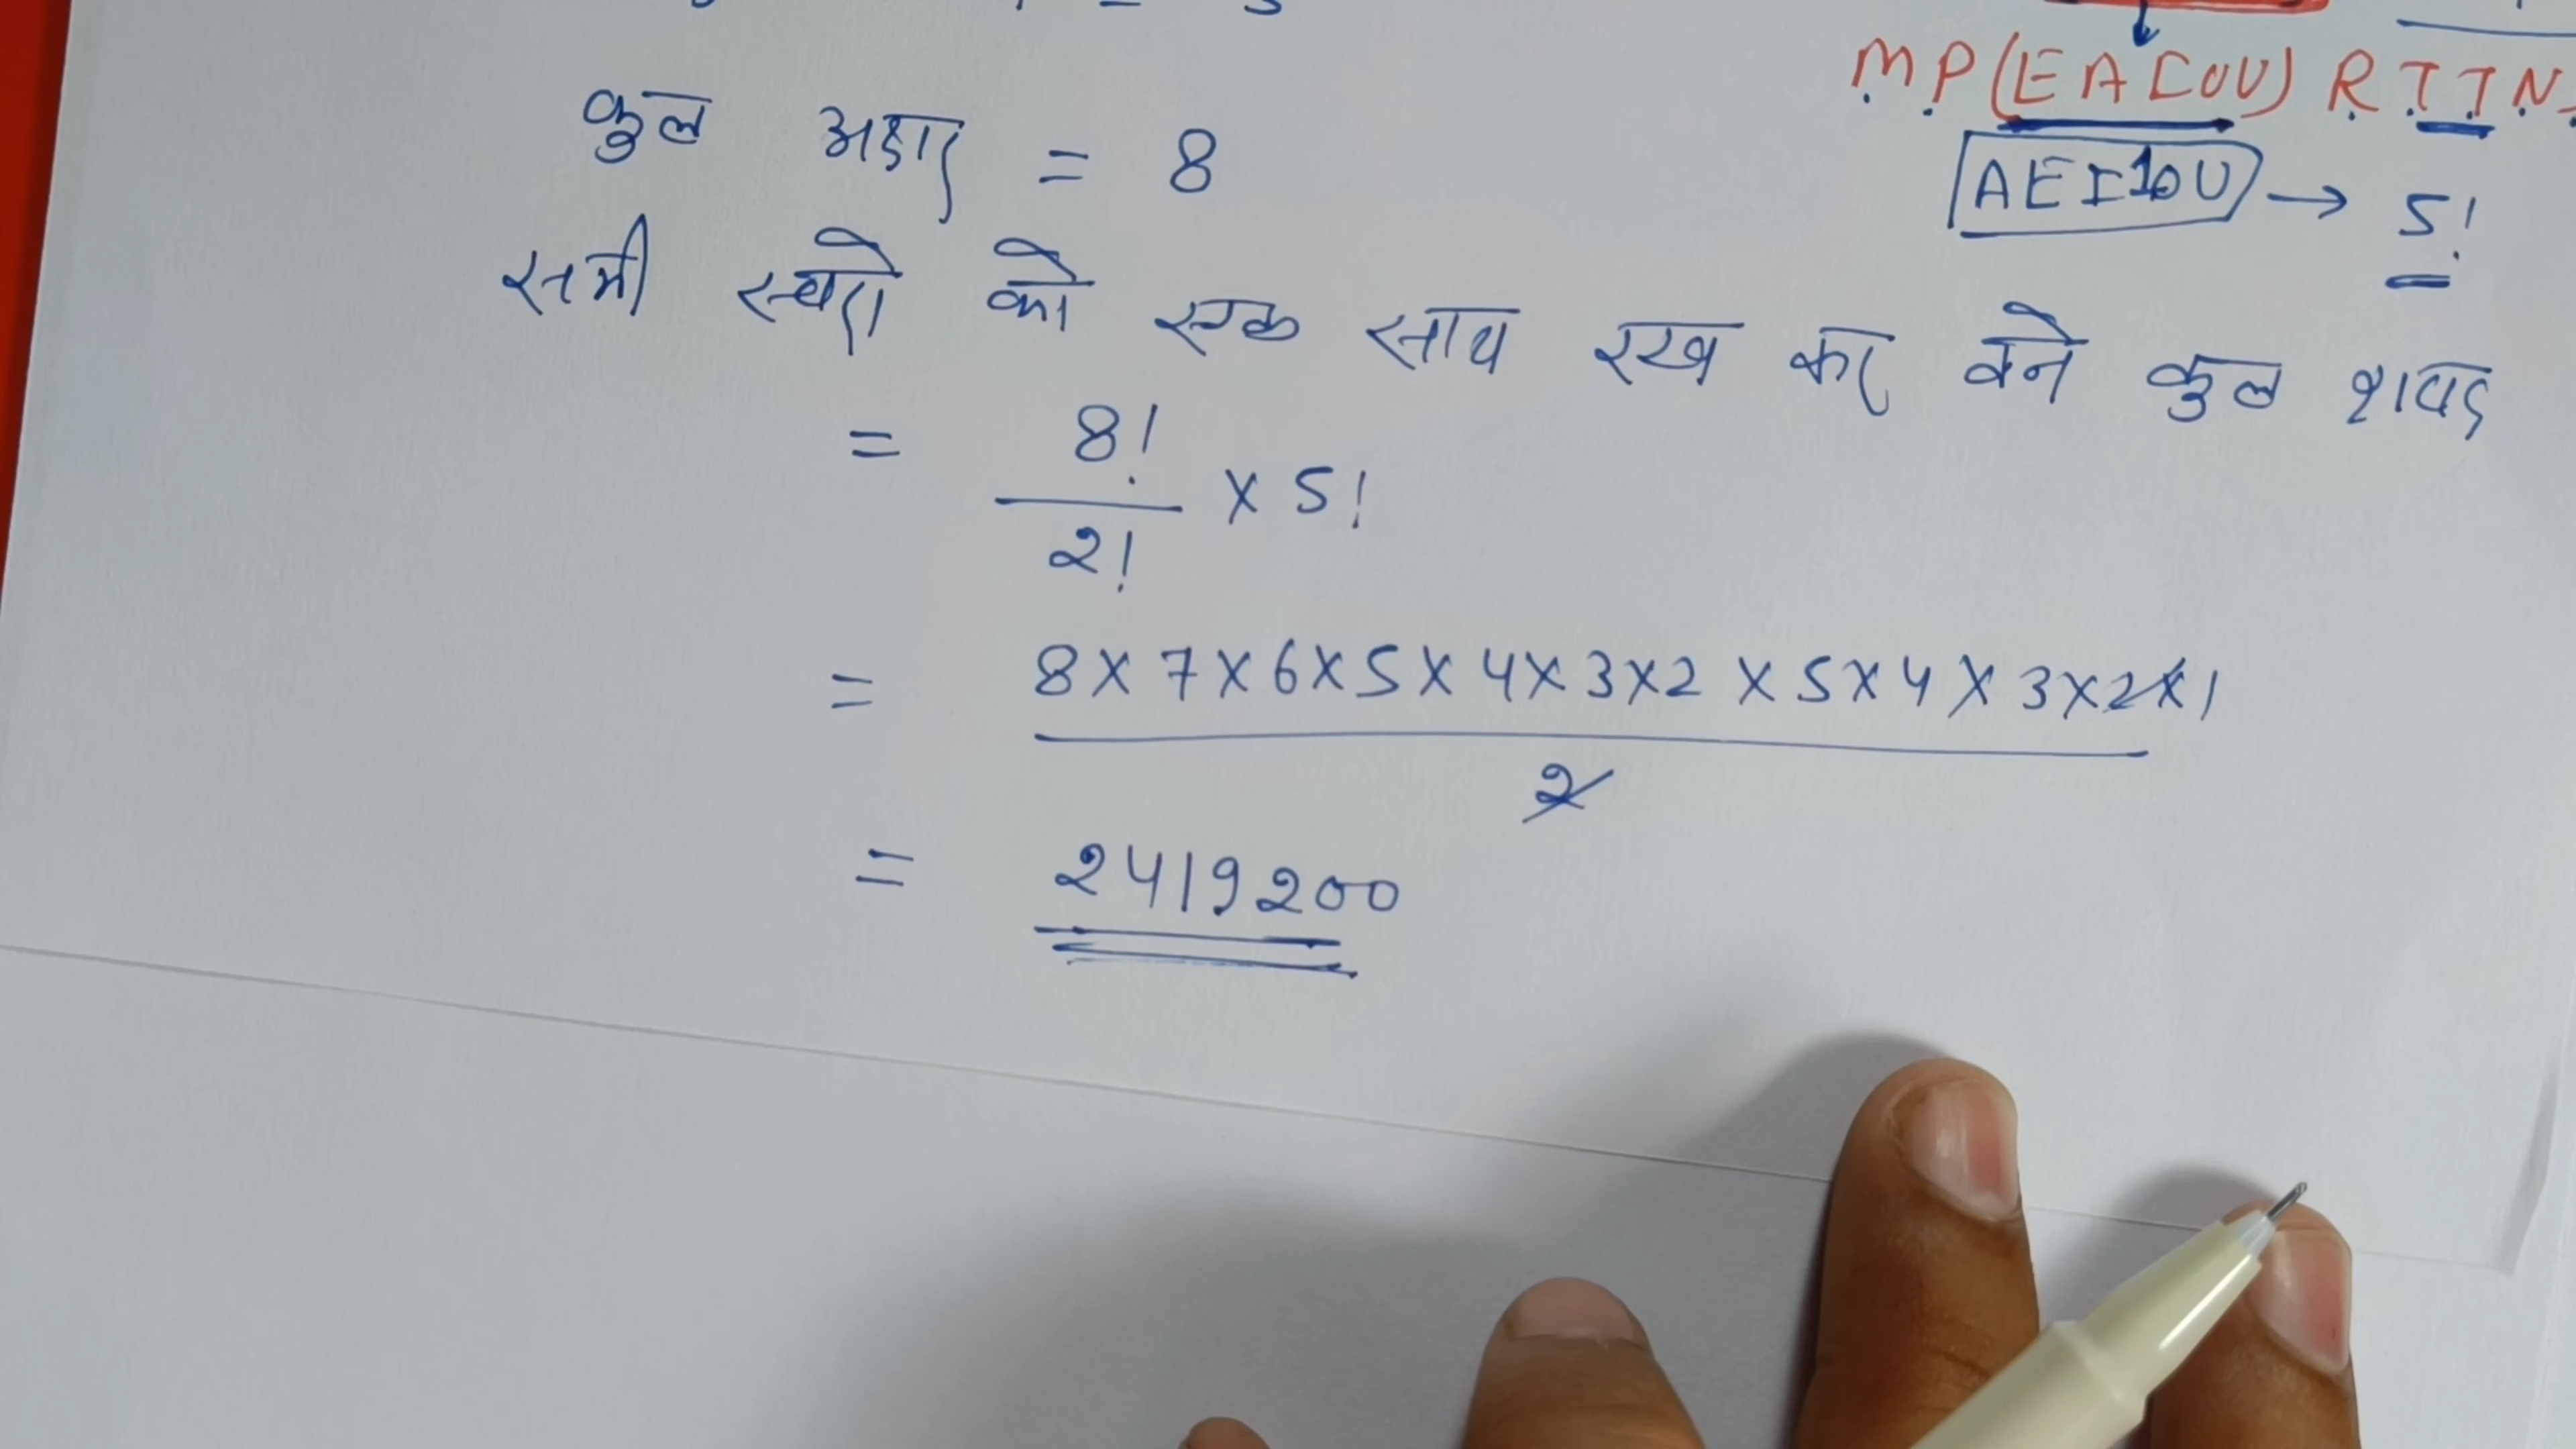 MP(EAIOU)RTTN
AEIOU → 5!
कुल अक्षर = 8
सभी स्वरो को एक साथ रख कर बने कुल शब्द
= 8!/2! × 5!
= 8×7×6×5×4×3×2×5×4×3×2×1
2
= 2419200